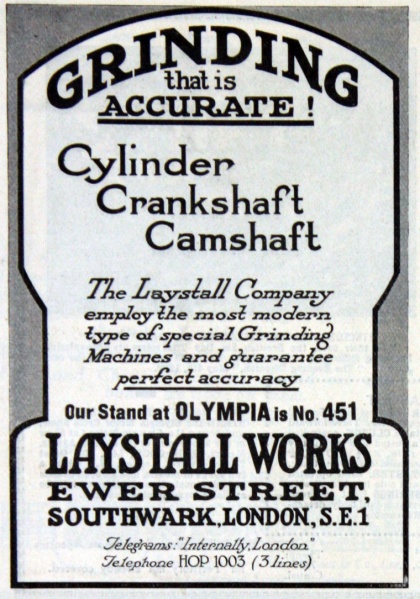 GRINDING
that is
ACCURATE!
Cylinder
Crankshaft
Camshaft
The Laystall Company
employ the most modern
type of special Grinding
Machines and guarantee
perfect accuracy
Our Stand at OLYMPIA is No. 451
LAYSTALL WORKS
EWER STREET,
SOUTHWARK, LONDON, S.E.1
Telegrams: "Internally, London"
Telephone HOP 1003 (3 lines)